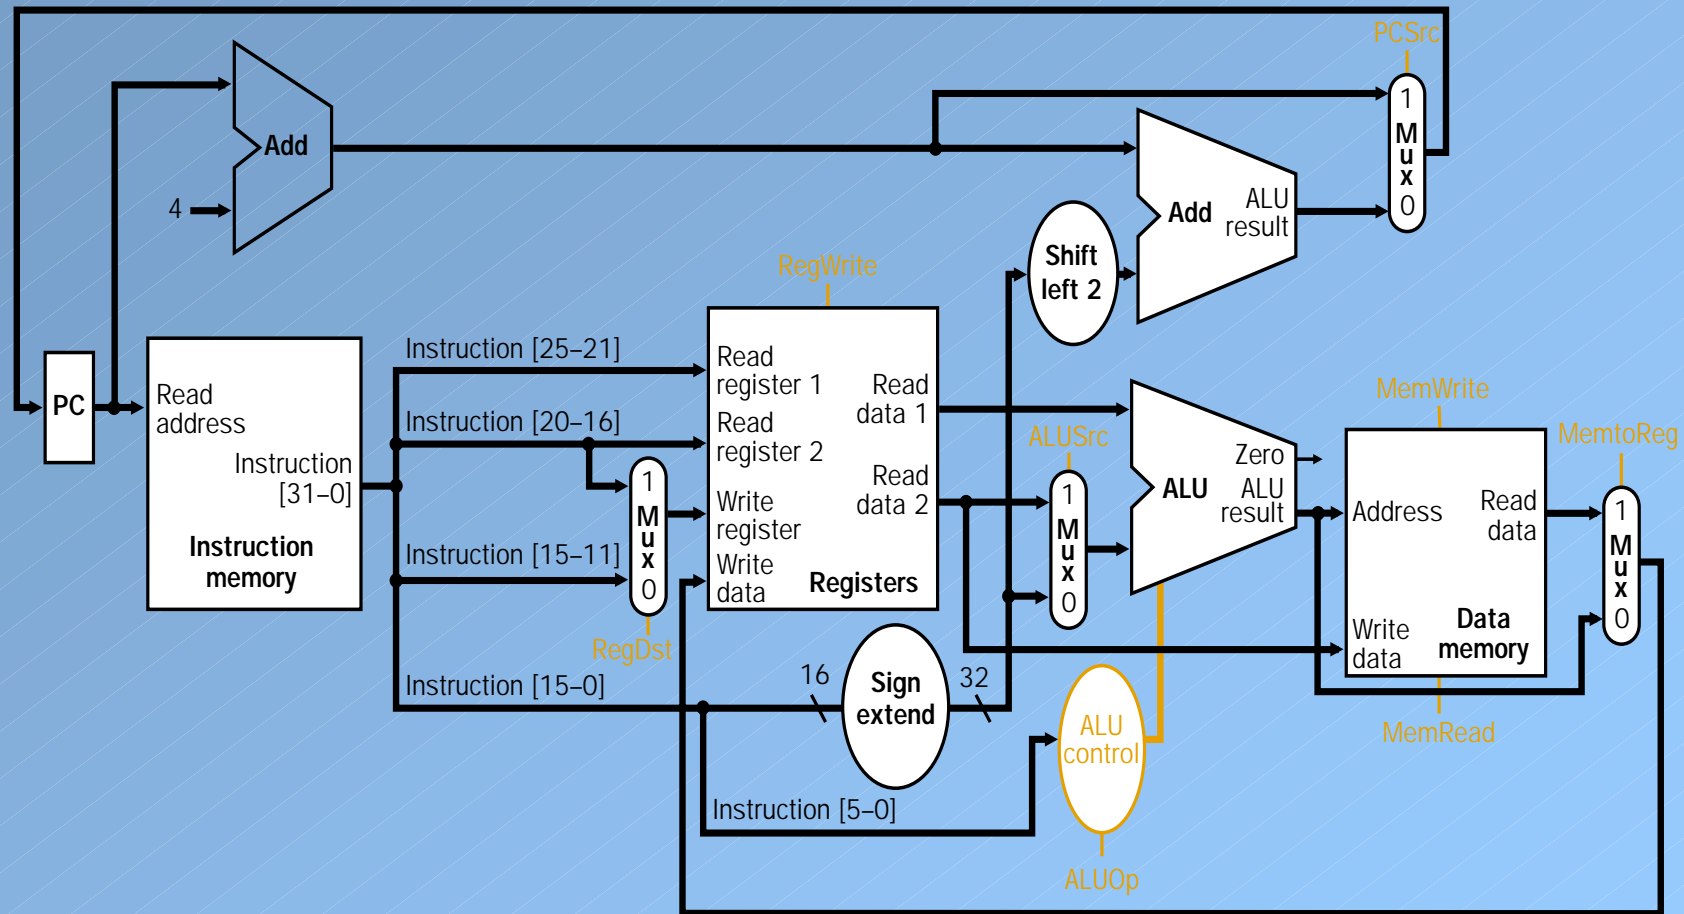 PCSrc
1
M
u
x
0
Add
4
Add
ALU
result
Shift
left 2
RegWrite
PC
Read
address
Instruction
[31–0]
Instruction
memory
Instruction [25–21]
Instruction [20–16]
Instruction [15–11]
Instruction [15–0]
Instruction [5–0]
1
M
u
x
0
RegDst
Read
register 1
Read
register 2
Write
register
Write
data
Read
data 1
Read
data 2
Registers
16
Sign
extend
32
ALUSrc
1
M
u
x
0
ALU
Zero
ALU
result
ALU
control
ALUOp
MemWrite
Address
Read
data
Write
data
Data
memory
MemRead
MemtoReg
1
M
u
x
0